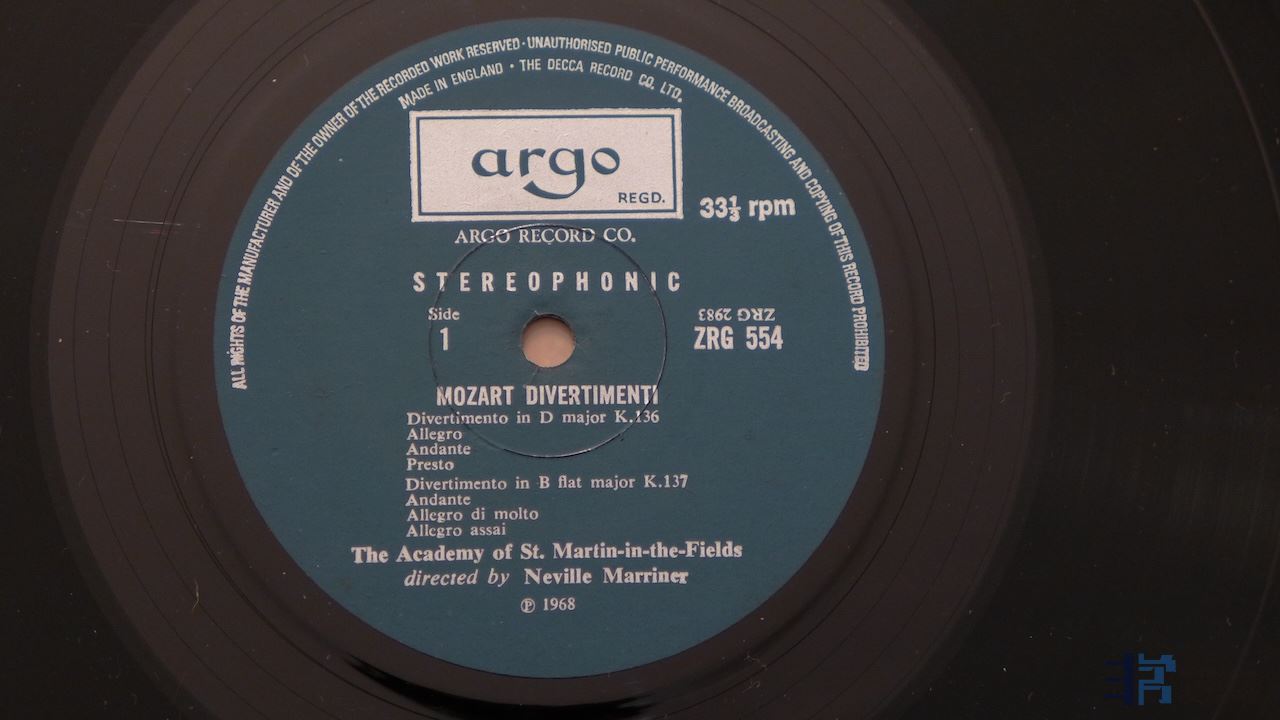 ALL RIGHTS OF THE MANUFACTURER AND OF THE OWNER OF THE RECORDED WORK RESERVED · UNAUTHORISED PUBLIC PERFORMANCE BROADCASTING AND COPYING OF THIS RECORD PROHIBITED
MADE IN ENGLAND · THE DECCA RECORD CO. LTD.
argo
REGD.
33⅓ rpm
ARGO RECORD CO.
STEREOPHONIC
Side
1
ZRG 2983
ZRG 554
MOZART DIVERTIMENTI
Divertimento in D major K.136
Allegro
Andante
Presto
Divertimento in B flat major K.137
Andante
Allegro di molto
Allegro assai
The Academy of St. Martin-in-the-Fields
directed by Neville Marriner
℗ 1968